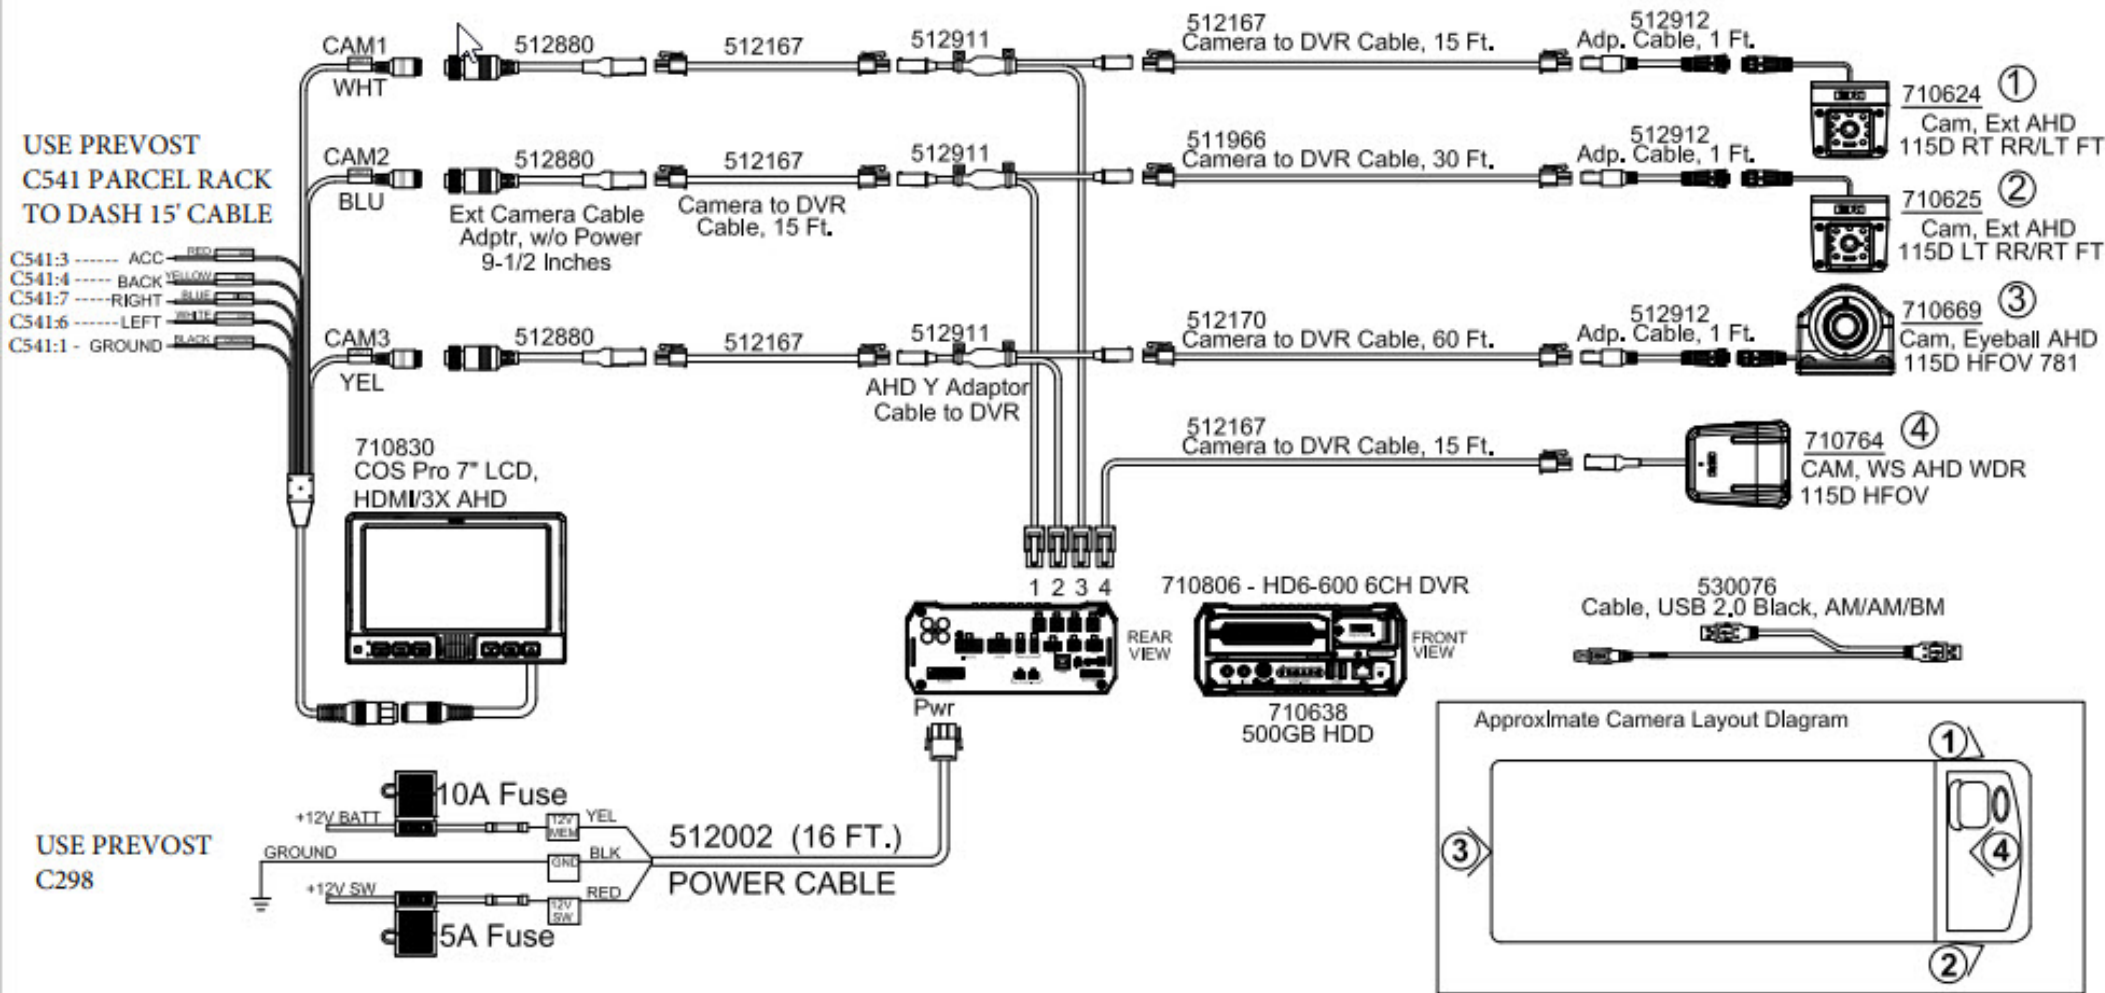 CAM1
WHT
512880
512167
512911
512167
Camera to DVR Cable, 15 Ft.
512912
Adp. Cable, 1 Ft.
710624 ①
Cam, Ext AHD
115D RT RR/LT FT
USE PREVOST
C541 PARCEL RACK
TO DASH 15' CABLE
CAM2
BLU
512880
Ext Camera Cable
Adptr, w/o Power
9-1/2 Inches
512167
Camera to DVR
Cable, 15 Ft.
512911
511966
Camera to DVR Cable, 30 Ft.
512912
Adp. Cable, 1 Ft.
710625 ②
Cam, Ext AHD
115D LT RR/RT FT
C541:3 ------ ACC RED
C541:4 ----- BACK YELLOW
C541:7 -----RIGHT BLUE
C541:6 ------LEFT WHITE
C541:1 - GROUND BLACK
CAM3
YEL
512880
512167
512911
AHD Y Adaptor
Cable to DVR
512170
Camera to DVR Cable, 60 Ft.
512912
Adp. Cable, 1 Ft.
710669 ③
Cam, Eyeball AHD
115D HFOV 781
512167
Camera to DVR Cable, 15 Ft.
710764 ④
CAM, WS AHD WDR
115D HFOV
710830
COS Pro 7" LCD,
HDMI/3X AHD
1 2 3 4
REAR
VIEW
Pwr
710806 - HD6-600 6CH DVR
FRONT
VIEW
710638
500GB HDD
530076
Cable, USB 2.0 Black, AM/AM/BM
10A Fuse
+12V BATT
12V
MEM
YEL
USE PREVOST
C298
GROUND
GND
BLK
+12V SW
12V
SW
RED
5A Fuse
512002 (16 FT.)
POWER CABLE
Approximate Camera Layout Diagram
①
③
④
②